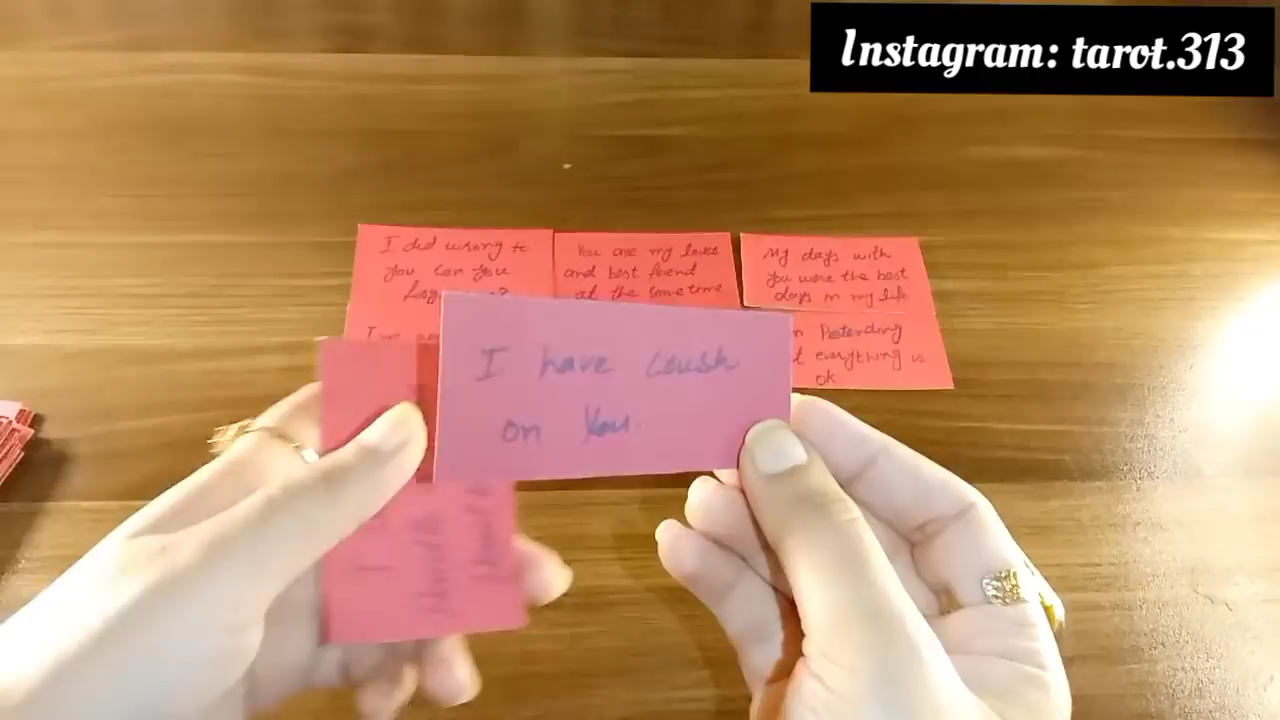 Instagram: tarot.313
I did wrong to
you can you
You are my lover
and best friend
at the same time
My days with
you were the best
days in my life
Peterding
everything is
ok
I have crush
on you.